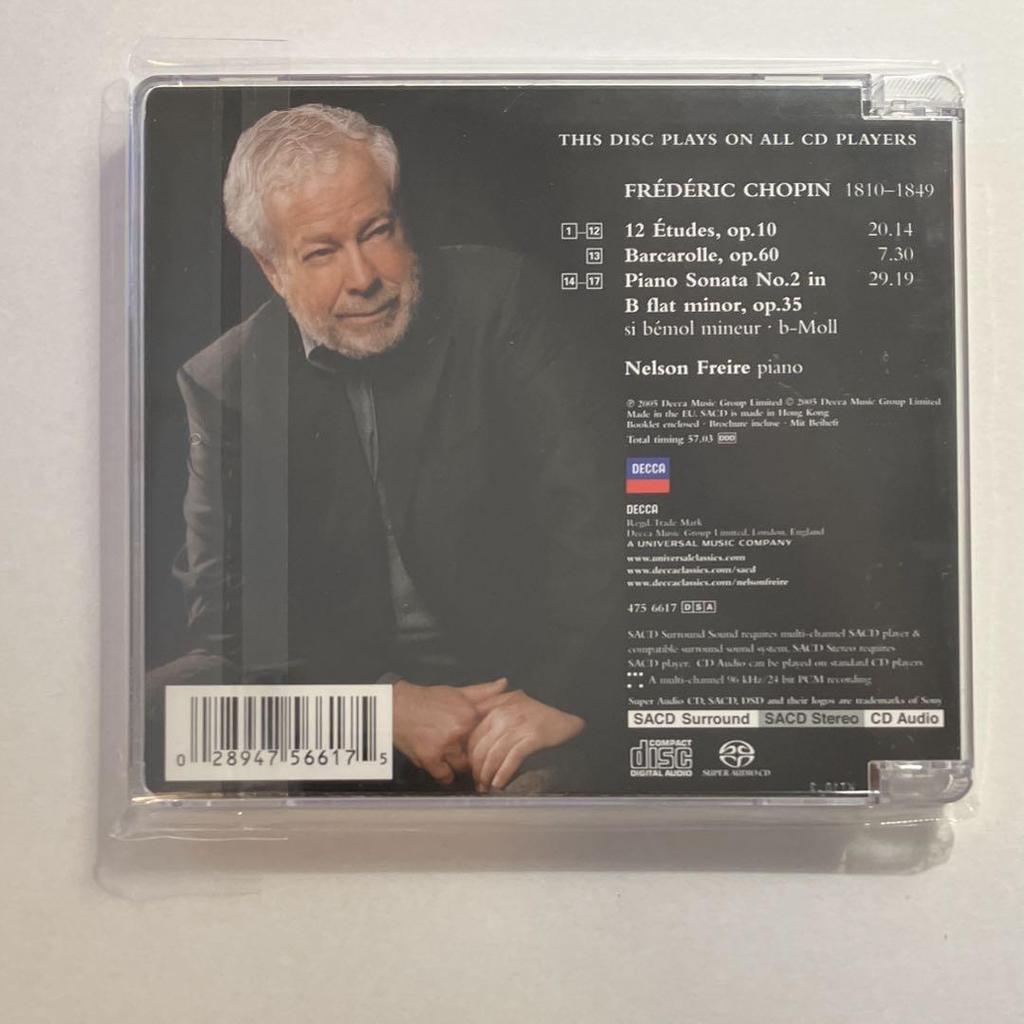 THIS DISC PLAYS ON ALL CD PLAYERS
FRÉDÉRIC CHOPIN 1810–1849
1–12 12 Études, op.10 20.14
13 Barcarolle, op.60 7.30
14–17 Piano Sonata No.2 in 29.19
B flat minor, op.35
si bémol mineur · b-Moll
Nelson Freire piano
℗ 2005 Decca Music Group Limited © 2005 Decca Music Group Limited
Made in the EU. SACD is made in Hong Kong
Booklet enclosed · Brochure incluse · Mit Beiheft
Total timing 57.03 DDD
DECCA
DECCA
Regd. Trade Mark
Decca Music Group Limited, London, England
A UNIVERSAL MUSIC COMPANY
www.universalclassics.com
www.deccaclassics.com/sacd
www.deccaclassics.com/nelsonfreire
475 6617 DSA
SACD Surround Sound requires multi-channel SACD player &
compatible surround sound system. SACD Stereo requires
SACD player. CD Audio can be played on standard CD players
A multi-channel 96 kHz/24 bit PCM recording
Super Audio CD, SACD, DSD and their logos are trademarks of Sony
SACD Surround SACD Stereo CD Audio
COMPACT disc DIGITAL AUDIO
SUPER AUDIO CD
0 28947 56617 5